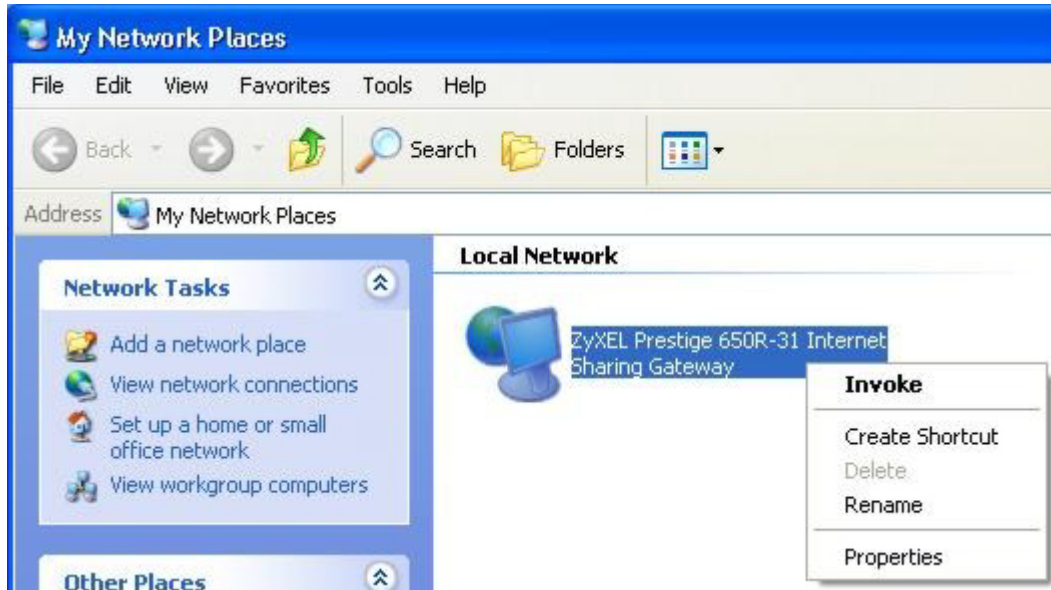 My Network Places
File Edit View Favorites Tools Help
Back Search Folders
Address My Network Places
Local Network
Network Tasks
Add a network place
View network connections
Set up a home or small
office network
View workgroup computers
Other Places
ZyXEL Prestige 650R-31 Internet
Sharing Gateway
Invoke
Create Shortcut
Delete
Rename
Properties